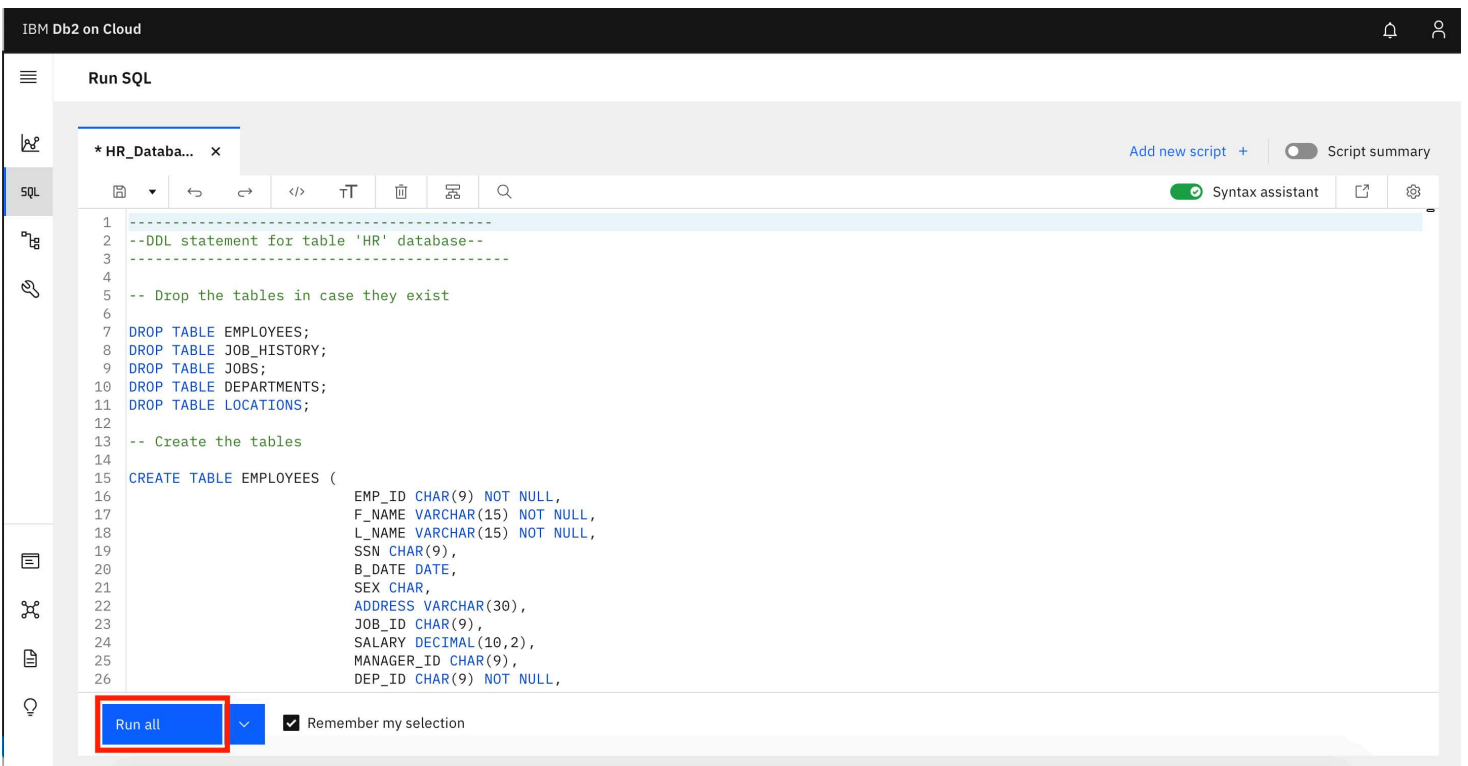 IBM Db2 on Cloud
Run SQL
* HR_Databa... ×
Add new script +
Script summary
SQL
</>
TT
Syntax assistant
1 ------------------------------------------
2 --DDL statement for table 'HR' database--
3 --------------------------------------------
4
5 -- Drop the tables in case they exist
6
7 DROP TABLE EMPLOYEES;
8 DROP TABLE JOB_HISTORY;
9 DROP TABLE JOBS;
10 DROP TABLE DEPARTMENTS;
11 DROP TABLE LOCATIONS;
12
13 -- Create the tables
14
15 CREATE TABLE EMPLOYEES (
16 EMP_ID CHAR(9) NOT NULL,
17 F_NAME VARCHAR(15) NOT NULL,
18 L_NAME VARCHAR(15) NOT NULL,
19 SSN CHAR(9),
20 B_DATE DATE,
21 SEX CHAR,
22 ADDRESS VARCHAR(30),
23 JOB_ID CHAR(9),
24 SALARY DECIMAL(10,2),
25 MANAGER_ID CHAR(9),
26 DEP_ID CHAR(9) NOT NULL,
Run all
Remember my selection